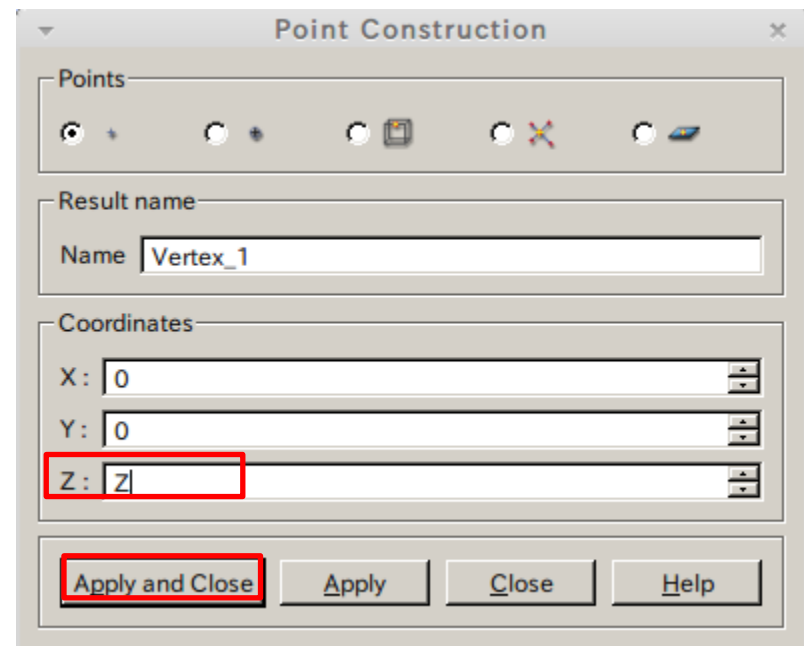 Point Construction
Points
Result name
Name Vertex_1
Coordinates
X : 0
Y : 0
Z : Z
Apply and Close Apply Close Help